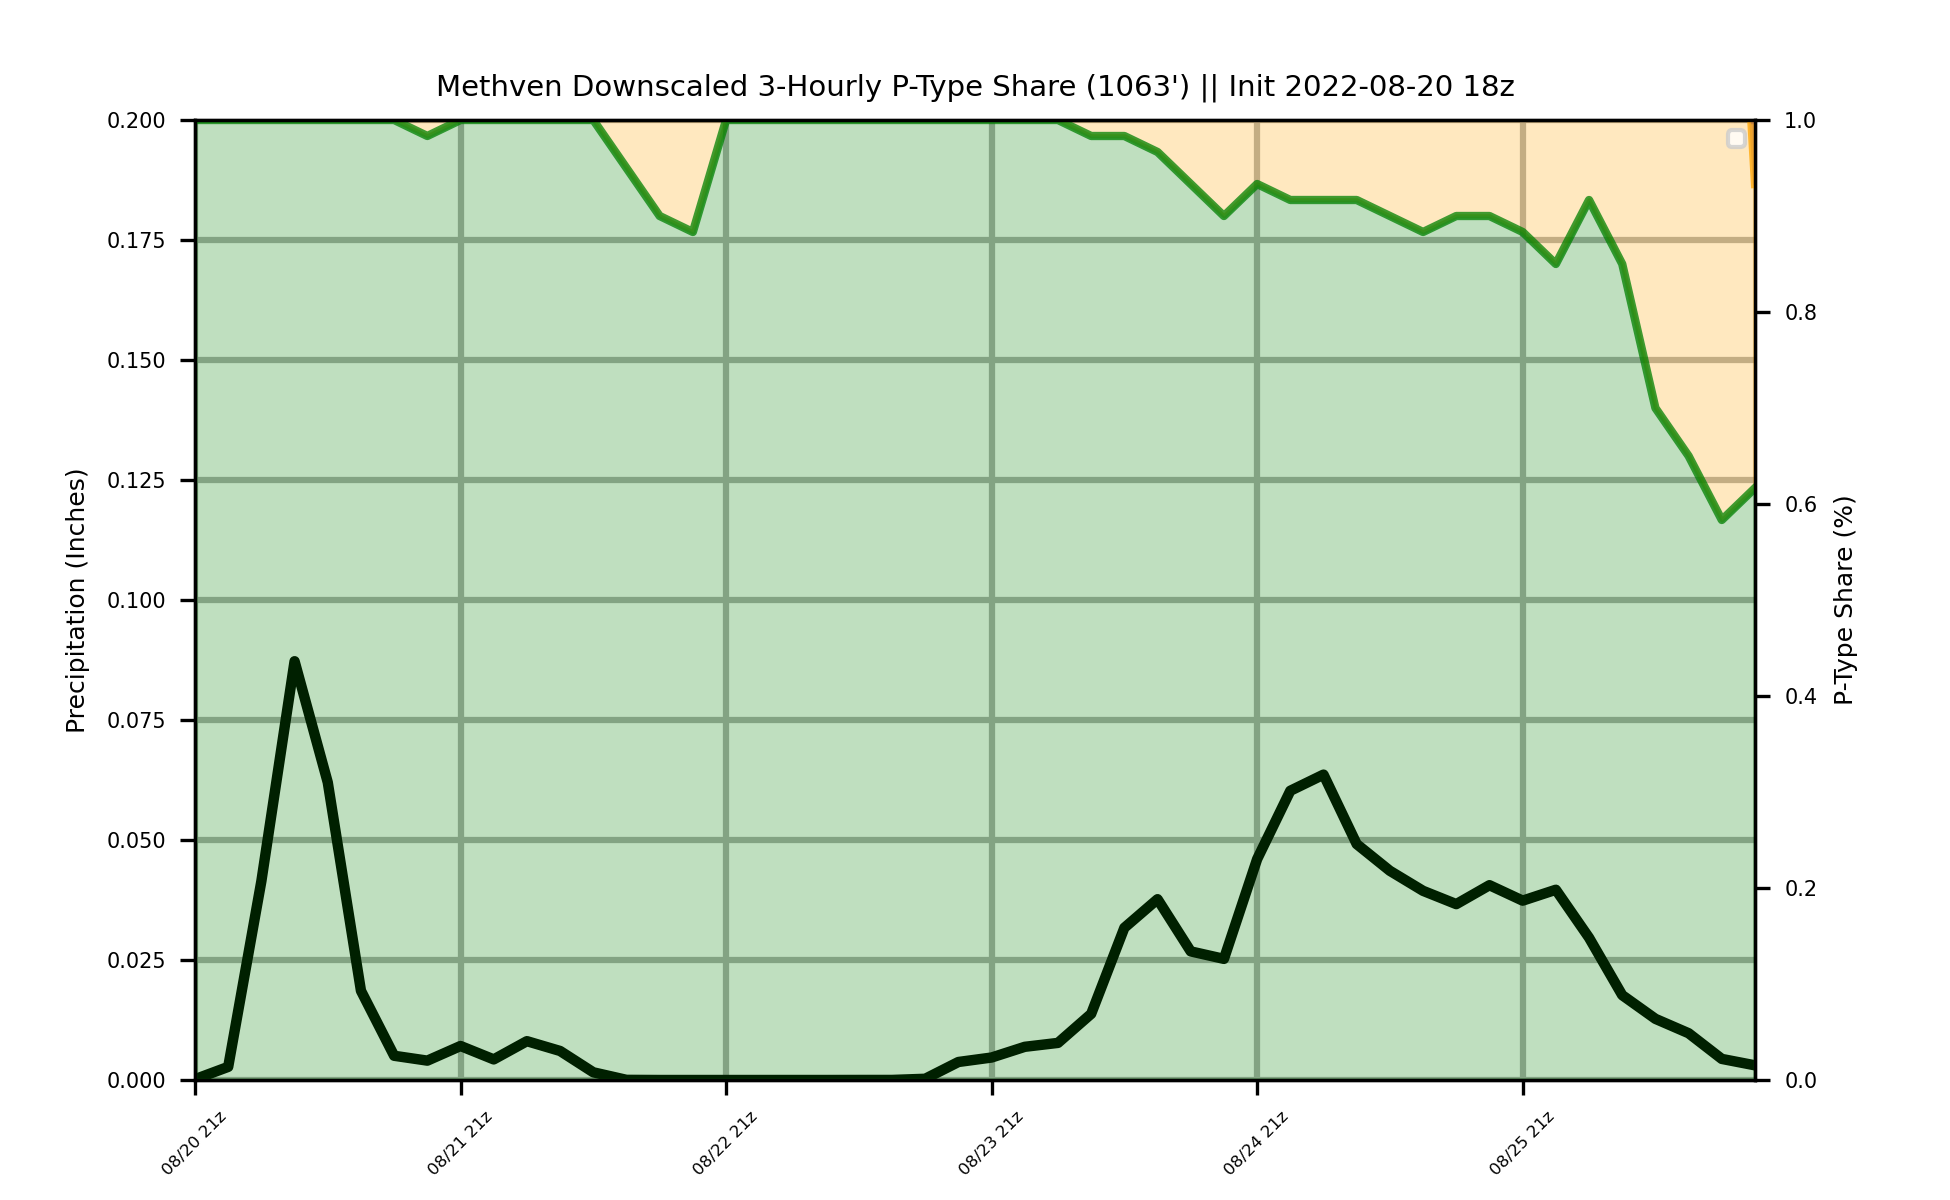 Methven Downscaled 3-Hourly P-Type Share (1063') || Init 2022-08-20 18z
0.200
0.175
0.150
0.125
0.100
0.075
0.050
0.025
0.000
Precipitation (Inches)
1.0
0.8
0.6
0.4
0.2
0.0
P-Type Share (%)
08/20 21z
08/21 21z
08/22 21z
08/23 21z
08/24 21z
08/25 21z